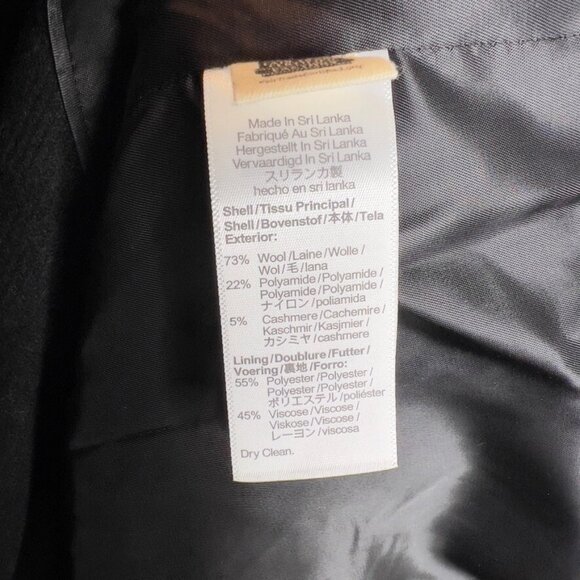 Made In Sri Lanka
Fabriqué Au Sri Lanka
Hergestellt In Sri Lanka
Vervaardigd In Sri Lanka
スリランカ製
hecho en sri lanka
Shell/Tissu Principal/
Shell/Bovenstof/本体/Tela
Exterior:
73% Wool/Laine/Wolle/
Wol/毛/lana
22% Polyamide/Polyamide/
Polyamide/Polyamide/
ナイロン/poliamida
5% Cashmere/Cachemire/
Kaschmir/Kasjmier/
カシミヤ/cashmere
Lining/Doublure/Futter/
Voering/裏地/Forro:
55% Polyester/Polyester/
Polyester/Polyester/
ポリエステル/poliéster
45% Viscose/Viscose/
Viskose/Viscose/
レーヨン/viscosa
Dry Clean.